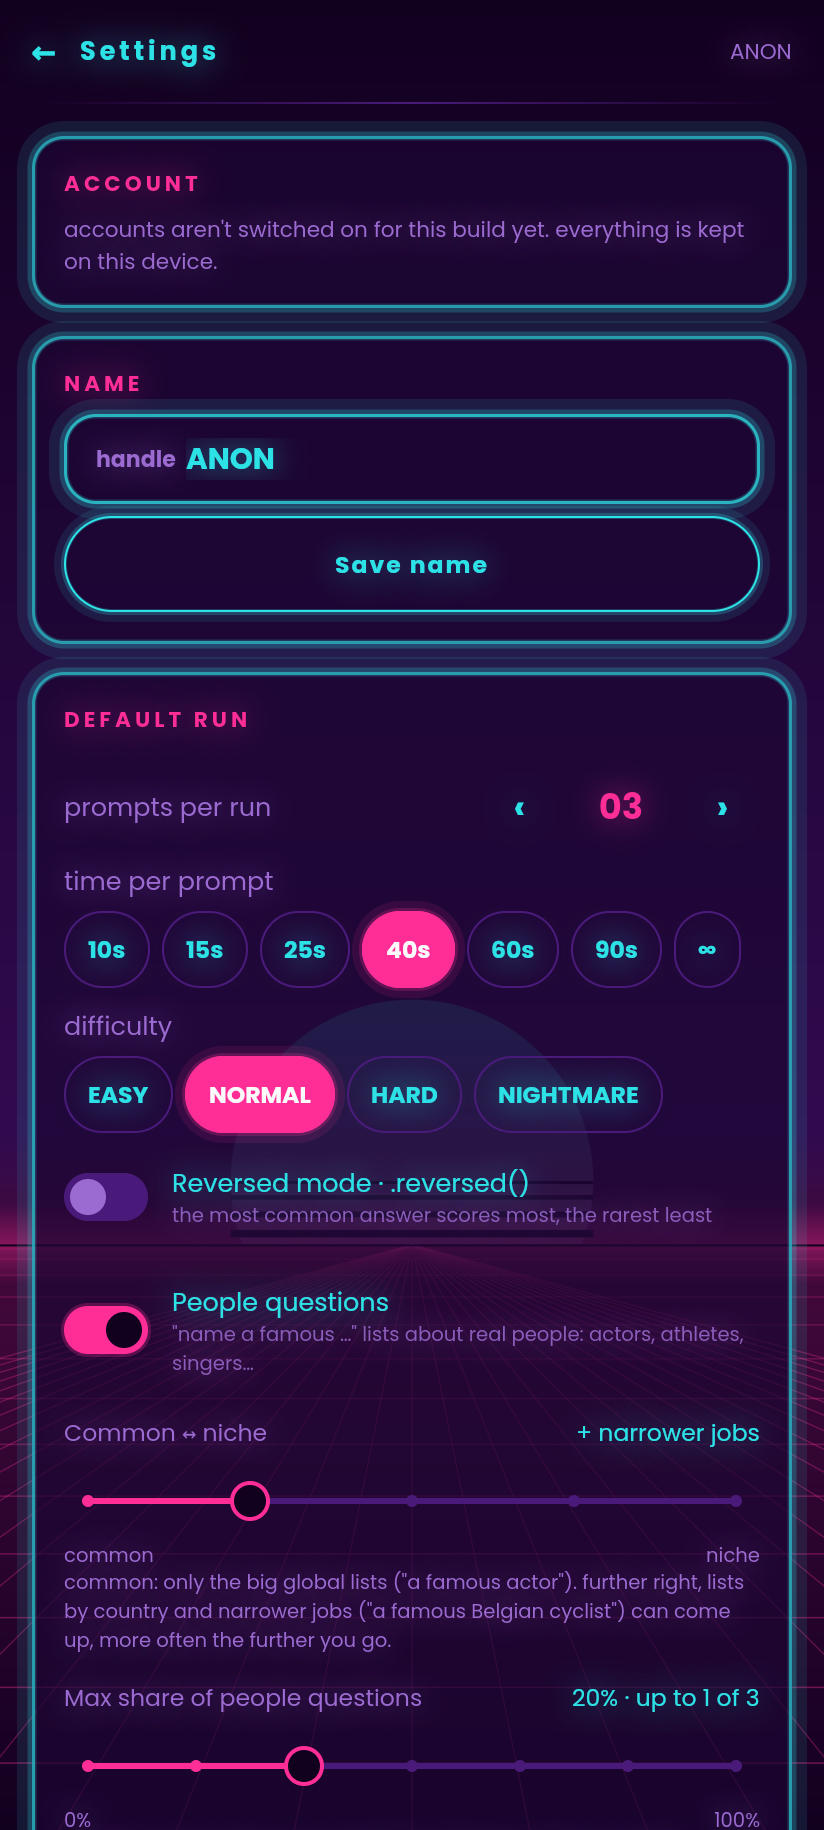 ← Settings ANON
ACCOUNT
accounts aren't switched on for this build yet. everything is kept
on this device.
NAME
handle ANON
Save name
DEFAULT RUN
prompts per run ‹ 03 ›
time per prompt
10s 15s 25s 40s 60s 90s ∞
difficulty
EASY NORMAL HARD NIGHTMARE
Reversed mode · .reversed()
the most common answer scores most, the rarest least
People questions
"name a famous …" lists about real people: actors, athletes,
singers…
Common ↔ niche + narrower jobs
common niche
common: only the big global lists ("a famous actor"). further right, lists
by country and narrower jobs ("a famous Belgian cyclist") can come
up, more often the further you go.
Max share of people questions 20% · up to 1 of 3
0% 100%